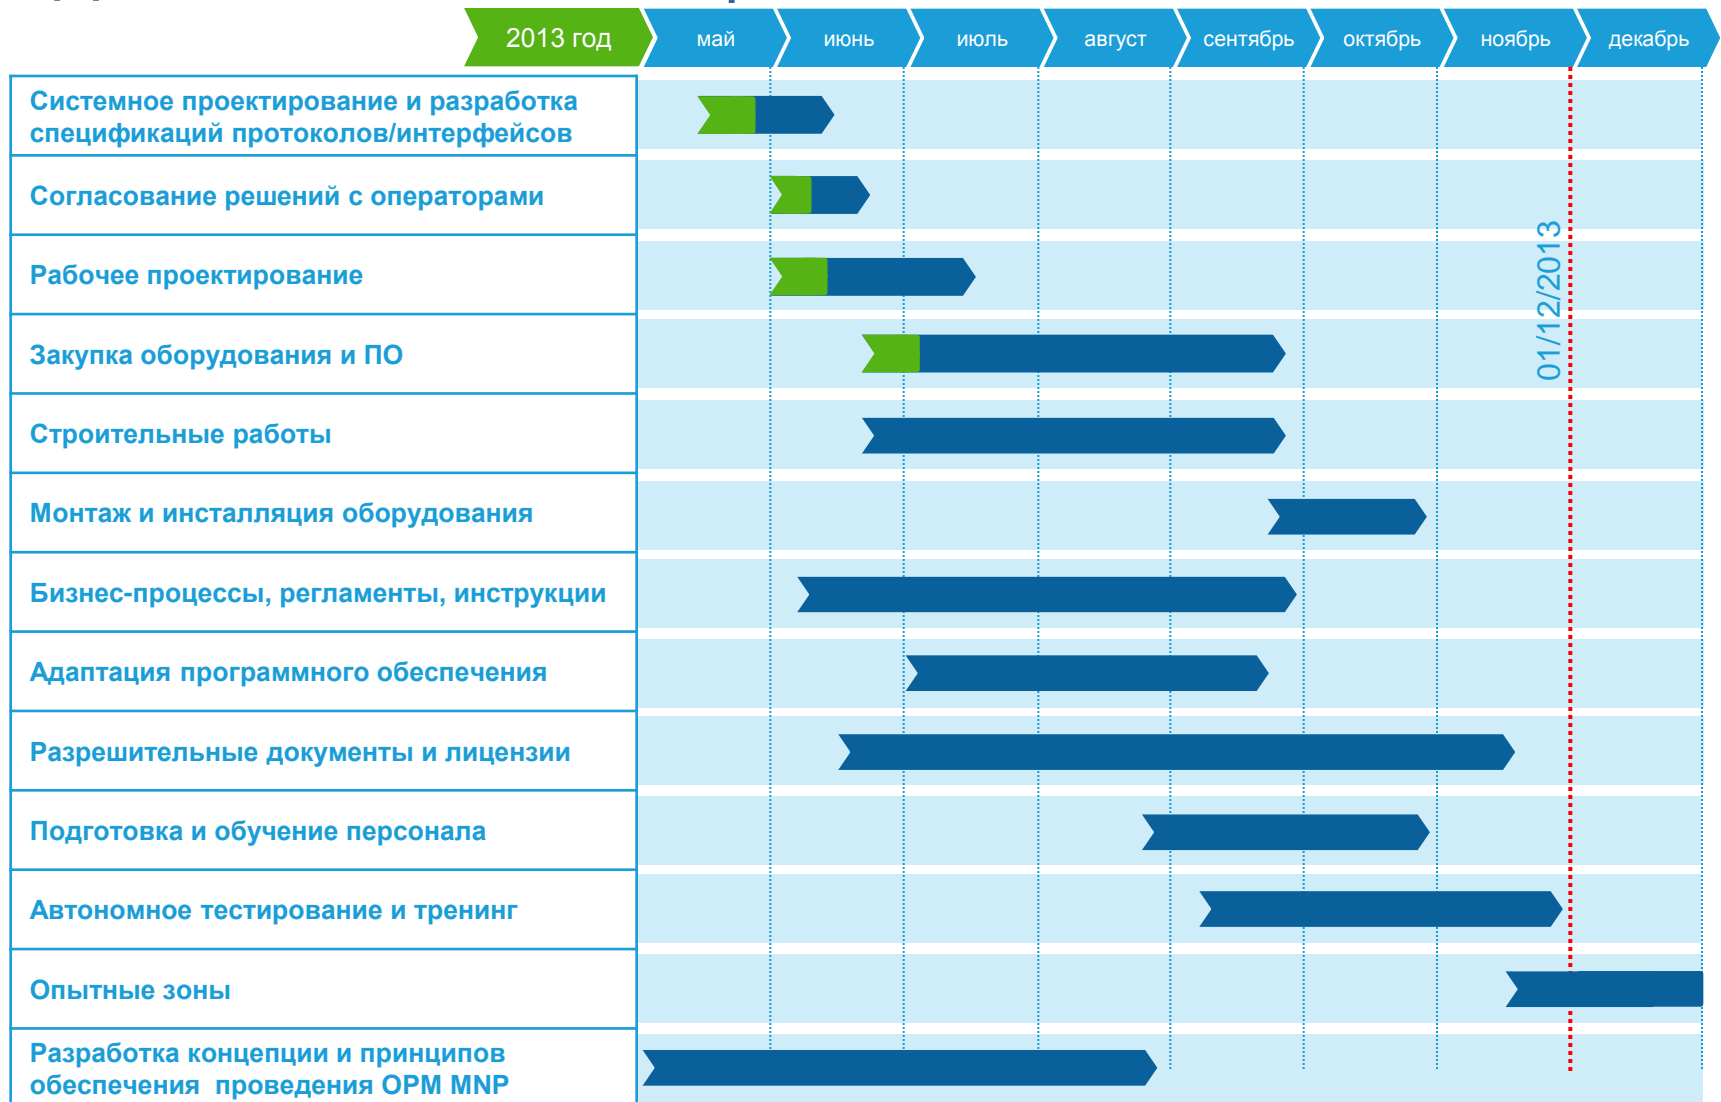 2013 год
май
июнь
июль
август
сентябрь
октябрь
ноябрь
декабрь
Системное проектирование и разработка
спецификаций протоколов/интерфейсов
Согласование решений с операторами
Рабочее проектирование
01/12/2013
Закупка оборудования и ПО
Строительные работы
Монтаж и инсталляция оборудования
Бизнес-процессы, регламенты, инструкции
Адаптация программного обеспечения
Разрешительные документы и лицензии
Подготовка и обучение персонала
Автономное тестирование и тренинг
Опытные зоны
Разработка концепции и принципов
обеспечения проведения ОРМ MNP